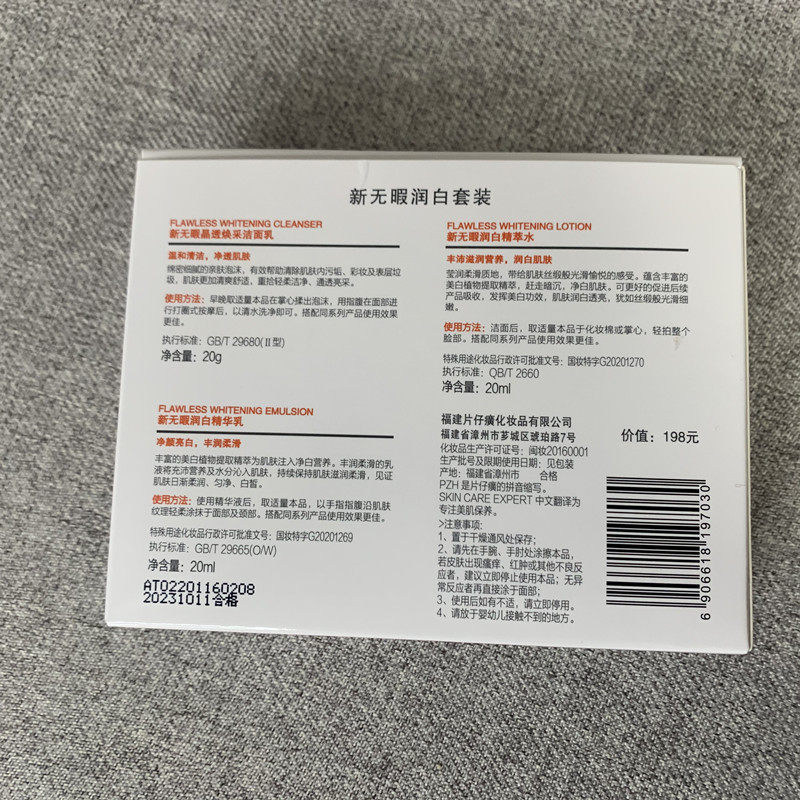 新无暇润白套装
FLAWLESS WHITENING CLEANSER
新无暇晶透焕采洁面乳
温和清洁，净透肌肤
绵密细腻的亲肤泡沫，有效帮助清除肌肤内污垢、彩妆及表层垃
圾，肌肤更加清爽舒适，重拾轻柔洁净、通透亮采。
使用方法：早晚取适量本品在掌心揉出泡沫，用指腹在面部进
行打圈式按摩后，以清水洗净即可。搭配同系列产品使用效果
更佳。
执行标准：GB/T 29680(Ⅱ型)
净含量：20g
FLAWLESS WHITENING EMULSION
新无暇润白精华乳
净颜亮白，丰润柔滑
丰富的美白植物提取精萃为肌肤注入净白营养。丰润柔滑的乳
液将充沛营养及水分沁入肌肤，持续保持肌肤滋润柔滑，见证
肌肤日渐柔润、匀净、白皙。
使用方法：使用精华液后，取适量本品，以手指指腹沿肌肤
纹理轻柔涂抹于面部及颈部。搭配同系列产品使用效果更佳。
特殊用途化妆品行政许可批准文号：国妆特字G20201269
执行标准：GB/T 29665(O/W)
净含量：20ml
AT02201160208
20231011合格
FLAWLESS WHITENING LOTION
新无暇润白精萃水
丰沛滋润营养，润白肌肤
莹润柔滑质地，带给肌肤丝缎般光滑愉悦的感受。蕴含丰富的
美白植物提取精萃，赶走暗沉，净白肌肤。可更好的促进后续
产品吸收，发挥美白功效，肌肤润白透亮，犹如丝缎般光滑细
嫩。
使用方法：洁面后，取适量本品于化妆棉或掌心，轻拍整个
脸部。搭配同系列产品使用效果更佳。
特殊用途化妆品行政许可批准文号：国妆特字G20201270
执行标准：QB/T 2660
净含量：20ml
福建片仔癀化妆品有限公司
福建省漳州市芗城区琥珀路7号
化妆品生产许可证号：闽妆20160001
生产批号及限期使用日期：见包装
产地：福建省漳州市 合格
PZH 是片仔癀的拼音缩写。
SKIN CARE EXPERT 中文翻译为
专注美肌保养。
>注意事项：
1、置于干燥通风处保存；
2、请先在手腕、手肘处涂擦本品，
若皮肤出现瘙痒、红肿或其他不良反
应者，建议立即停止使用本品；无异
常反应者再直接涂于面部；
3、使用后如有不适，请立即停用。
4、请放于婴幼儿接触不到的地方。
价值：198元
6 906618 197030